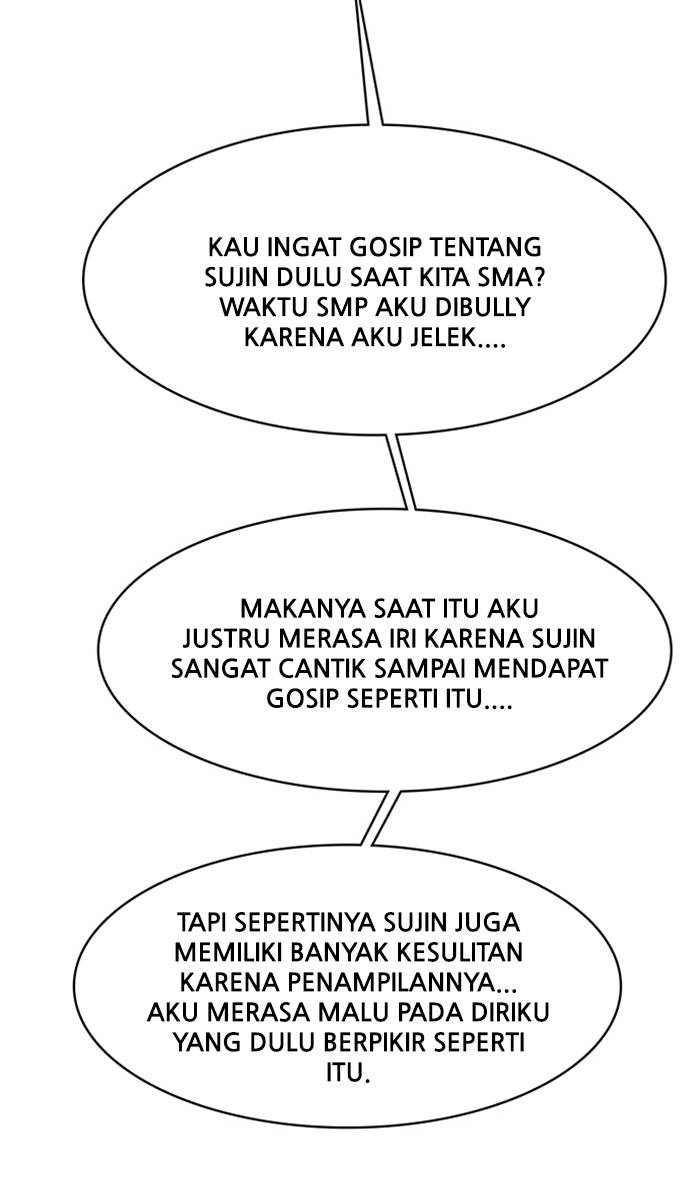 KAU INGAT GOSIP TENTANG
SUJIN DULU SAAT KITA SMA?
WAKTU SMP AKU DIBULLY
KARENA AKU JELEK....
MAKANYA SAAT ITU AKU
JUSTRU MERASA IRI KARENA SUJIN
SANGAT CANTIK SAMPAI MENDAPAT
GOSIP SEPERTI ITU....
TAPI SEPERTINYA SUJIN JUGA
MEMILIKI BANYAK KESULITAN
KARENA PENAMPILANNYA...
AKU MERASA MALU PADA DIRIKU
YANG DULU BERPIKIR SEPERTI
ITU.